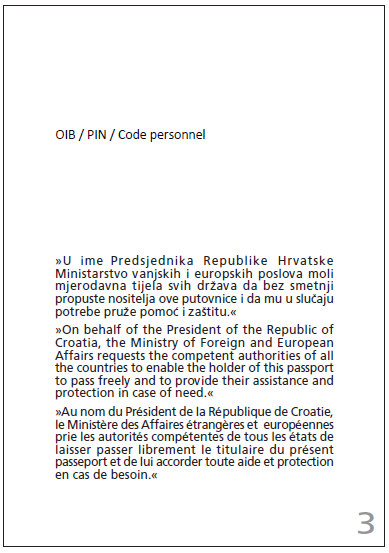 OIB / PIN / Code personnel
»U ime Predsjednika Republike Hrvatske
Ministarstvo vanjskih i europskih poslova moli
mjerodavna tijela svih država da bez smetnji
propuste nositelja ove putovnice i da mu u slučaju
potrebe pruže pomoć i zaštitu.«
»On behalf of the President of the Republic of
Croatia, the Ministry of Foreign and European
Affairs requests the competent authorities of all
the countries to enable the holder of this passport
to pass freely and to provide their assistance and
protection in case of need.«
»Au nom du Président de la République de Croatie,
le Ministère des Affaires étrangères et européennes
prie les autorités compétentes de tous les états de
laisser passer librement le titulaire du présent
passeport et de lui accorder toute aide et protection
en cas de besoin.«
3